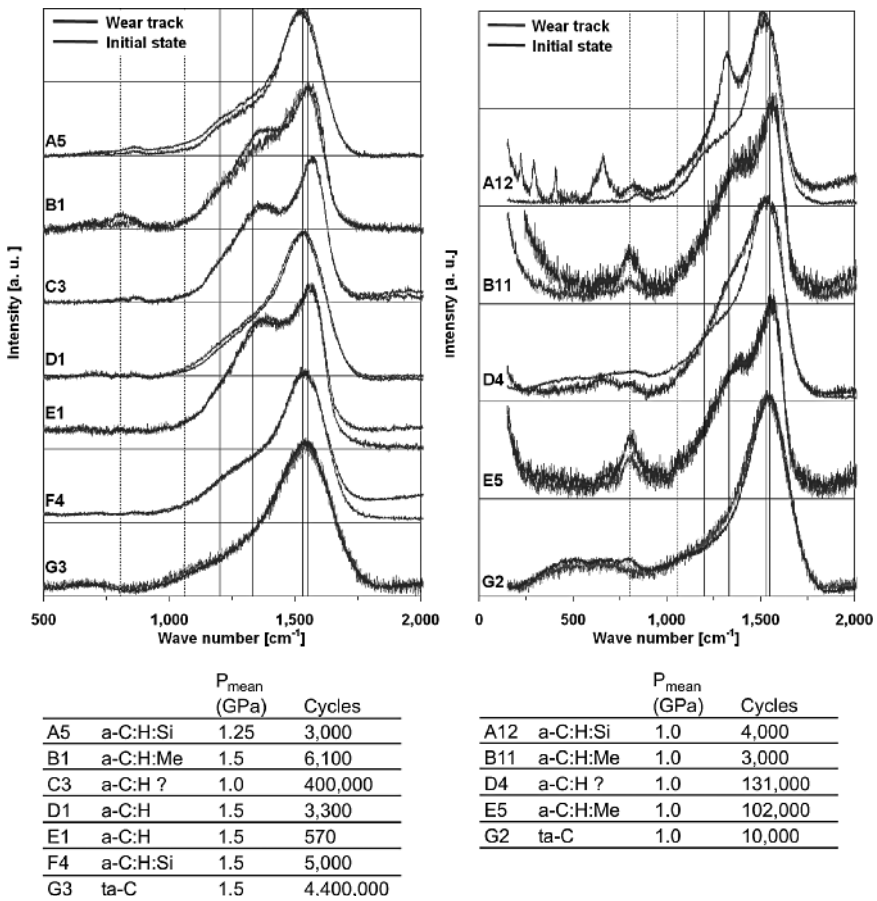 Wear track
Initial state
A5
B1
C3
D1
E1
F4
G3
Intensity [a. u.]
500 1,000 1,500 2,000
Wave number [cm-1]
Wear track
Initial state
A12
B11
D4
E5
G2
Intensity [a. u.]
0 500 1,000 1,500 2,000
Wave number [cm-1]
Pmean
(GPa) Cycles
A5 a-C:H:Si 1.25 3,000
B1 a-C:H:Me 1.5 6,100
C3 a-C:H ? 1.0 400,000
D1 a-C:H 1.5 3,300
E1 a-C:H 1.5 570
F4 a-C:H:Si 1.5 5,000
G3 ta-C 1.5 4.400.000
Pmean
(GPa) Cycles
A12 a-C:H:Si 1.0 4,000
B11 a-C:H:Me 1.0 3,000
D4 a-C:H ? 1.0 131,000
E5 a-C:H:Me 1.0 102,000
G2 ta-C 1.0 10,000